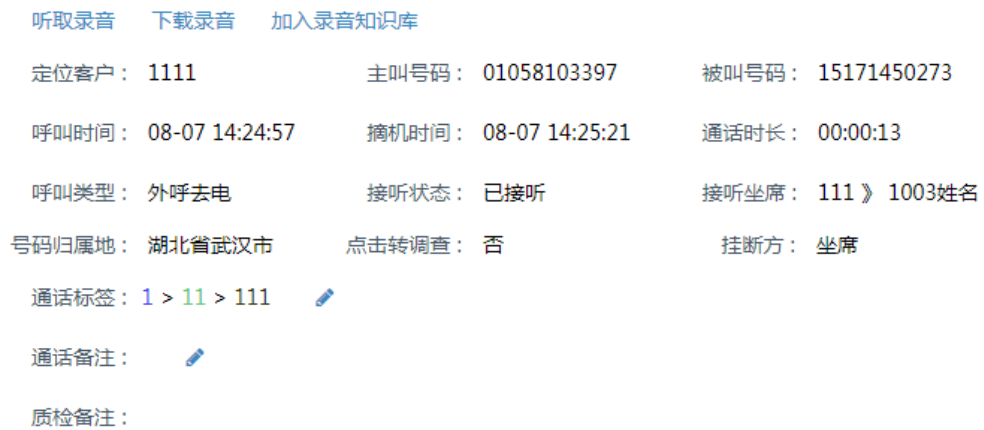 听取录音 下载录音 加入录音知识库
定位客户： 1111 主叫号码： 01058103397 被叫号码： 15171450273
呼叫时间： 08-07 14:24:57 摘机时间： 08-07 14:25:21 通话时长： 00:00:13
呼叫类型： 外呼去电 接听状态： 已接听 接听坐席： 111 》 1003姓名
号码归属地： 湖北省武汉市 点击转调查： 否 挂断方： 坐席
通话标签： 1 > 11 > 111
通话备注：
质检备注：